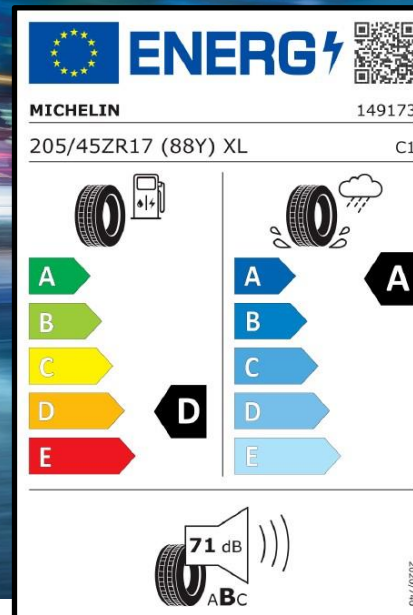 ENERG
MICHELIN 149173
205/45ZR17 (88Y) XL C1
A
B
C
D
E
D
A
B
C
D
E
A
71 dB
ABC